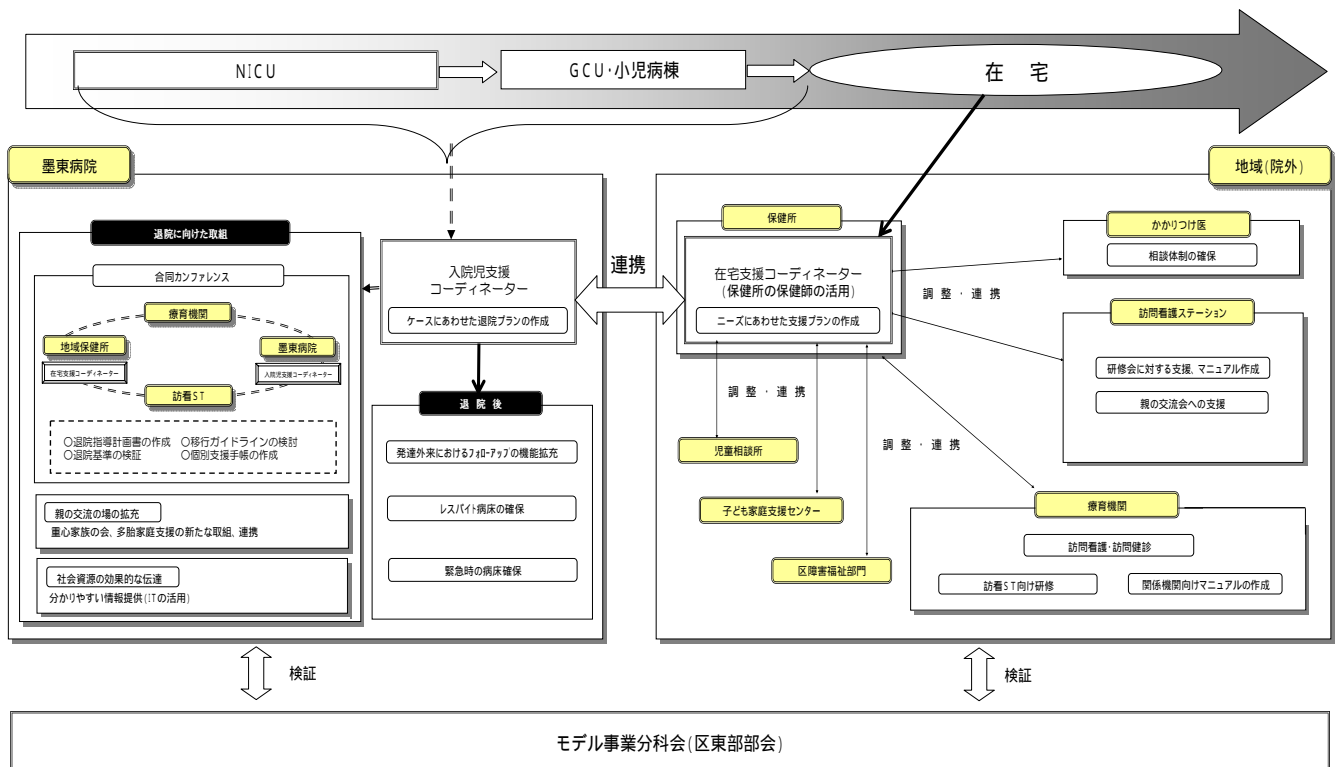 NICU
GCU・小児病棟
在 宅
墨東病院
退院に向けた取組
合同カンファレンス
療育機関
地域保健所
在宅支援コーディネーター
墨東病院
入院児支援コーディネーター
訪看ST
○退院指導計画書の作成 ○移行ガイドラインの検討
○退院基準の検証 ○個別支援手帳の作成
親の交流の場の拡充
重心家族の会、多胎家庭支援の新たな取組、連携
社会資源の効果的な伝達
分かりやすい情報提供(ITの活用)
入院児支援
コーディネーター
ケースにあわせた退院プランの作成
退 院 後
発達外来におけるフォローアップの機能拡充
レスパイト病床の確保
緊急時の病床確保
連携
地域(院外)
保健所
在宅支援コーディネーター
(保健所の保健師の活用)
ニーズにあわせた支援プランの作成
調 整 ・ 連 携
かかりつけ医
相談体制の確保
訪問看護ステーション
研修会に対する支援、マニュアル作成
親の交流会への支援
調 整 ・ 連 携
児童相談所
子ども家庭支援センター
区障害福祉部門
調 整 ・ 連 携
療育機関
訪問看護・訪問健診
訪看ST向け研修
関係機関向けマニュアルの作成
検証
検証
モデル事業分科会(区東部部会)